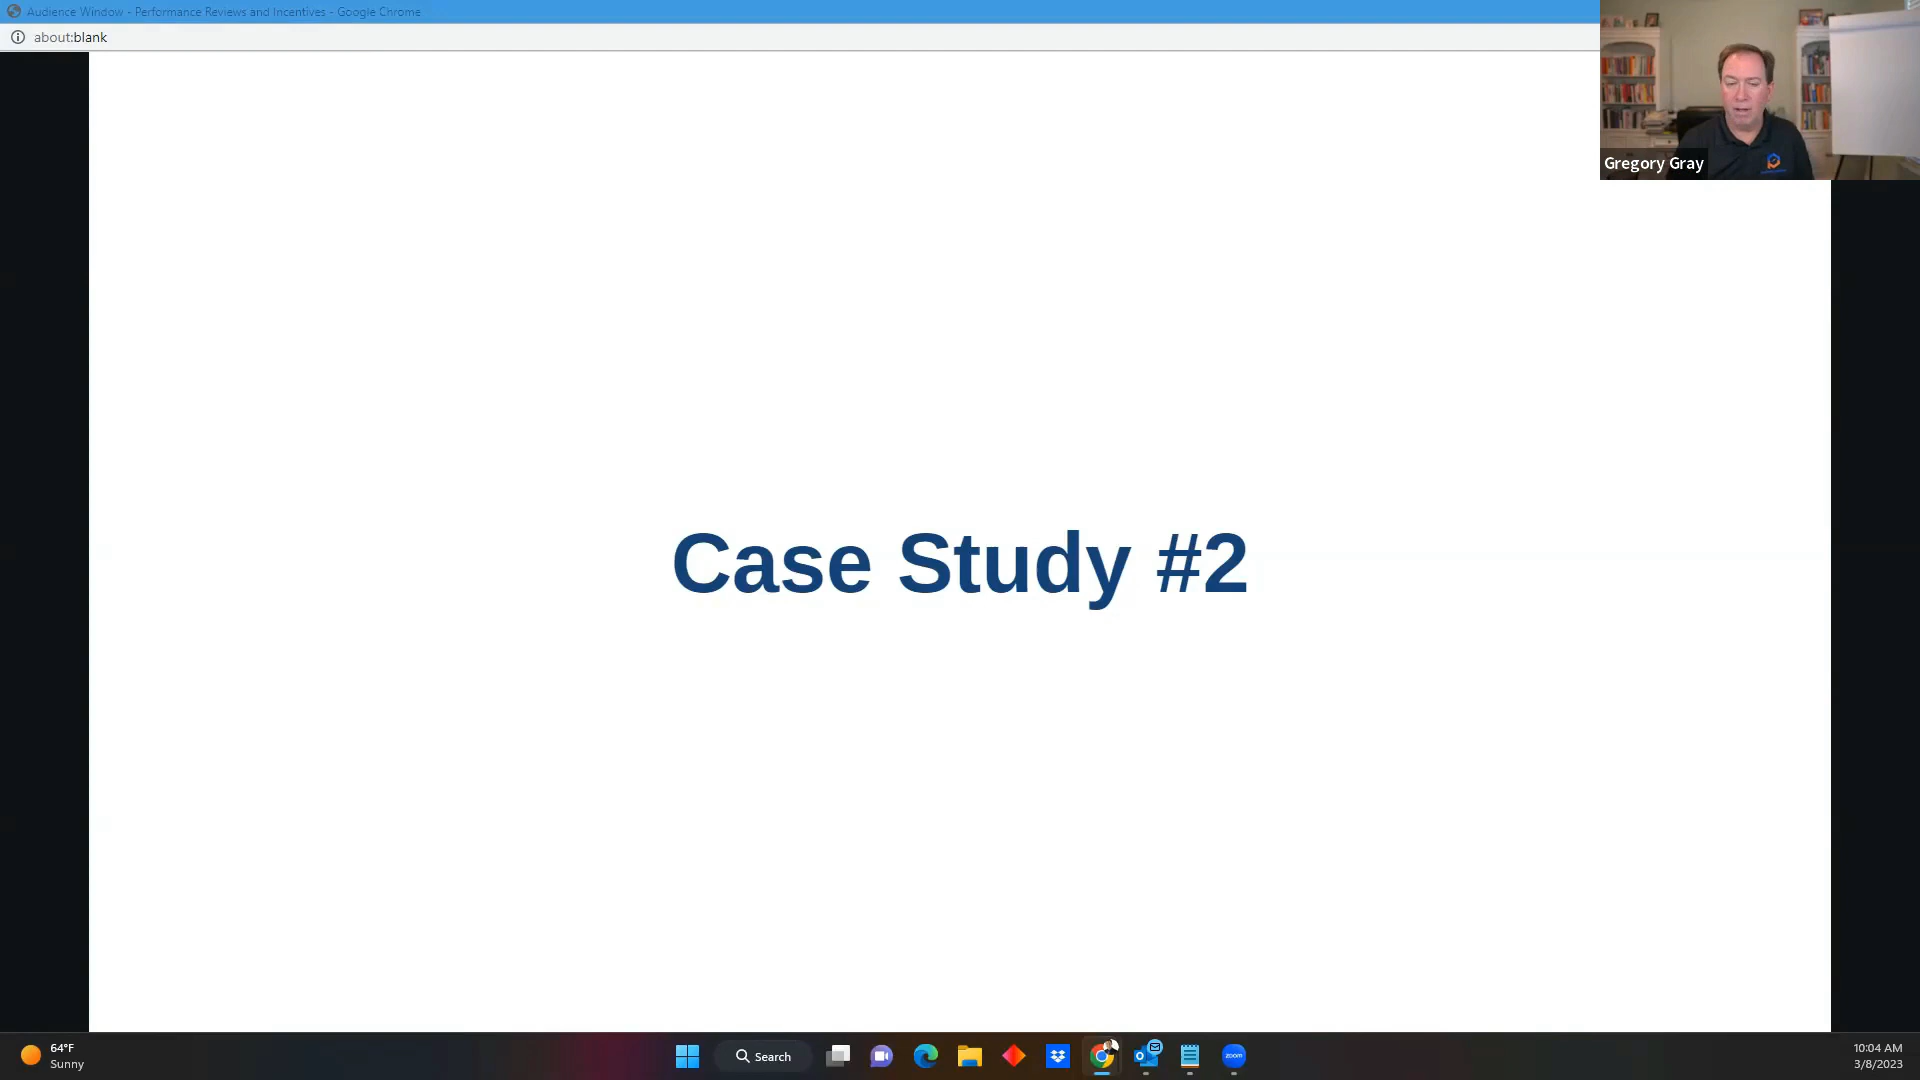 Audience Window - Performance Reviews and Incentives - Google Chrome
about:blank
Gregory Gray
Case Study #2
64°F
Sunny
Search
zoom
10:04 AM
3/8/2023